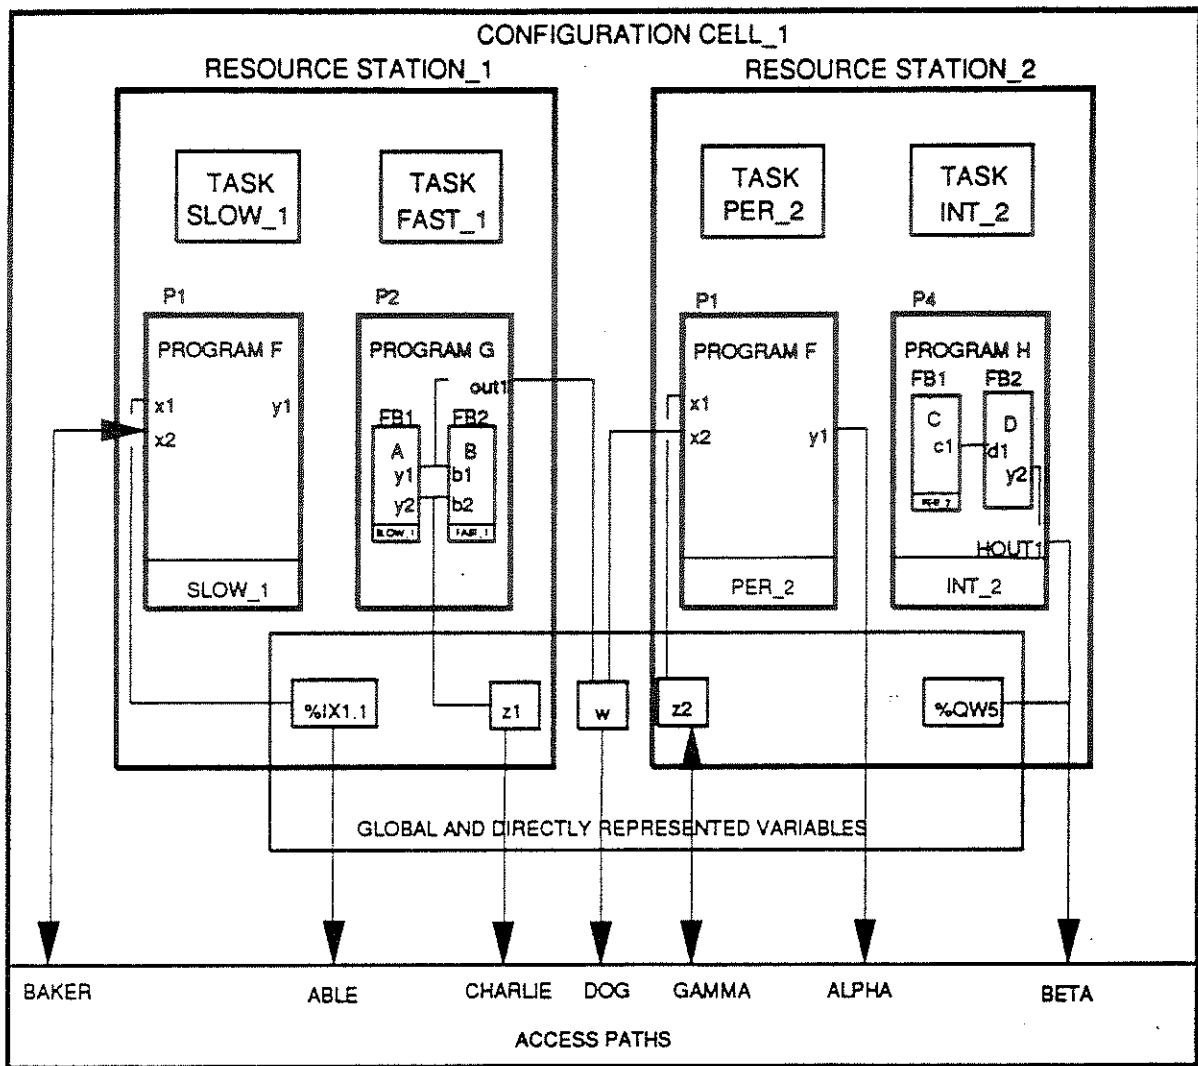 CONFIGURATION CELL_1
RESOURCE STATION_1
RESOURCE STATION_2
TASK
SLOW_1
TASK
FAST_1
TASK
PER_2
TASK
INT_2
P1
P2
P1
P4
PROGRAM F
PROGRAM G
PROGRAM F
PROGRAM H
x1
y1
x2
out1
FB1
FB2
A
B
y1
b1
y2
b2
SLOW_1
FAST_1
x1
x2
y1
FB1
FB2
C
D
c1
d1
y2
HOUT1
SLOW_1
PER_2
INT_2
%IX1.1
z1
w
z2
%QW5
GLOBAL AND DIRECTLY REPRESENTED VARIABLES
BAKER
ABLE
CHARLIE
DOG
GAMMA
ALPHA
BETA
ACCESS PATHS